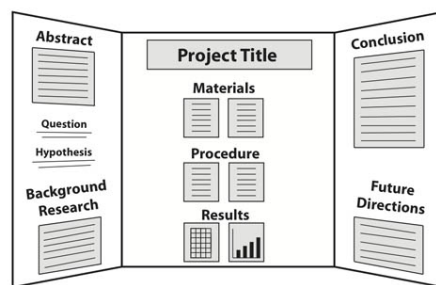 Abstract
Question
Hypothesis
Background
Research
Project Title
Materials
Procedure
Results
Conclusion
Future
Directions